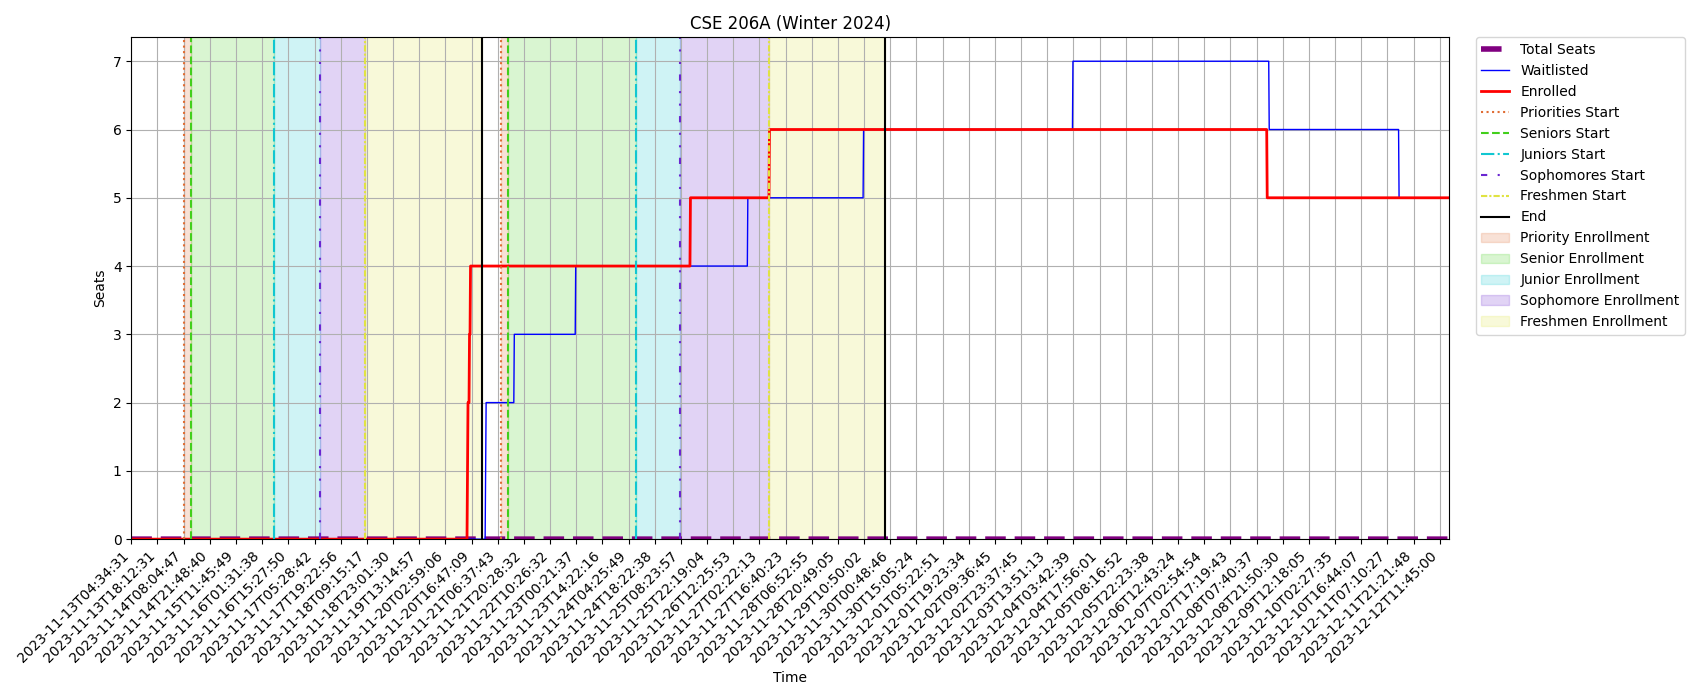 CSE 206A (Winter 2024)
7
6
5
4
3
2
1
0
Seats
2023-11-13T04:34:31
2023-11-13T18:12:31
2023-11-14T08:04:47
2023-11-14T21:48:40
2023-11-15T11:45:49
2023-11-16T01:31:38
2023-11-16T15:27:50
2023-11-17T05:28:42
2023-11-17T19:22:56
2023-11-18T09:15:17
2023-11-18T23:01:30
2023-11-19T13:14:57
2023-11-20T02:59:06
2023-11-20T16:47:09
2023-11-21T06:37:43
2023-11-21T20:28:32
2023-11-22T10:26:32
2023-11-23T00:21:37
2023-11-23T14:22:16
2023-11-24T04:25:49
2023-11-24T18:22:38
2023-11-25T08:23:57
2023-11-25T22:19:04
2023-11-26T12:25:53
2023-11-27T02:22:13
2023-11-27T16:40:23
2023-11-28T06:52:55
2023-11-28T20:49:05
2023-11-29T10:50:02
2023-11-30T00:48:46
2023-11-30T15:05:24
2023-12-01T05:22:51
2023-12-01T19:23:34
2023-12-02T09:36:45
2023-12-02T23:37:45
2023-12-03T13:51:13
2023-12-04T03:42:39
2023-12-04T17:56:01
2023-12-05T08:16:52
2023-12-05T22:23:38
2023-12-06T12:43:24
2023-12-07T02:54:54
2023-12-07T17:19:43
2023-12-08T07:40:37
2023-12-08T21:50:30
2023-12-09T12:18:05
2023-12-10T02:27:35
2023-12-10T16:44:07
2023-12-11T07:10:27
2023-12-11T21:21:48
2023-12-12T11:45:00
Time
Total Seats
Waitlisted
Enrolled
Priorities Start
Seniors Start
Juniors Start
Sophomores Start
Freshmen Start
End
Priority Enrollment
Senior Enrollment
Junior Enrollment
Sophomore Enrollment
Freshmen Enrollment